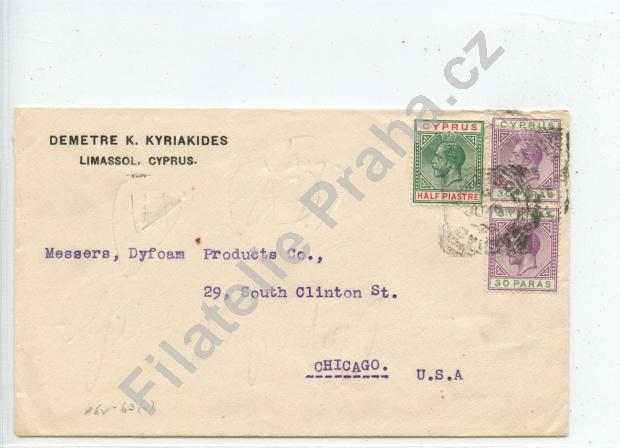 DEMETRE K. KYRIAKIDES
LIMASSOL, CYPRUS.
CYPRUS
HALF PIASTRE
CYPRUS
30 PARAS
CYPRUS
30 PARAS
Messers, Dyfoam Products Co.,
29, South Clinton St.
CHICAGO. U.S.A
Filatelie Praha.cz